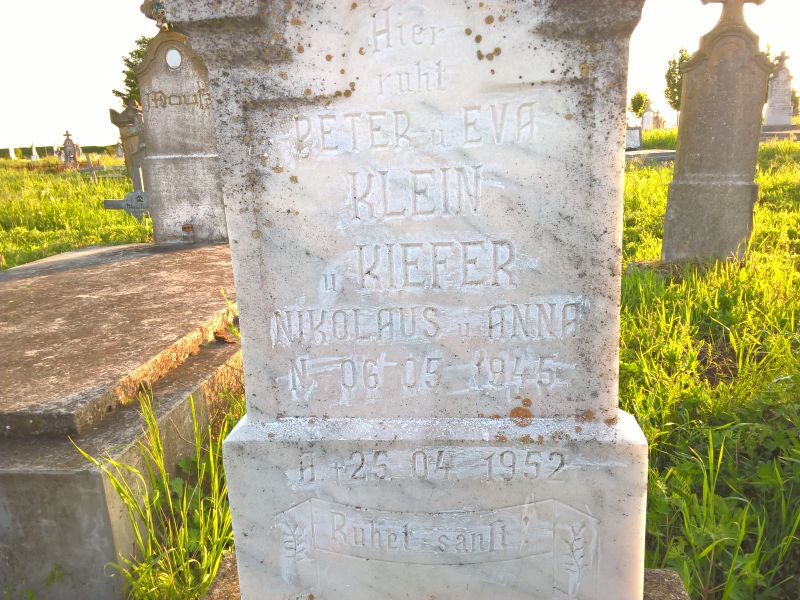 Hier
ruht
PETER u EVA
KLEIN
u KIEFER
NIKOLAUS u ANNA
N 06 05 1945
A + 25. 04. 1952
Ruhet sanft!